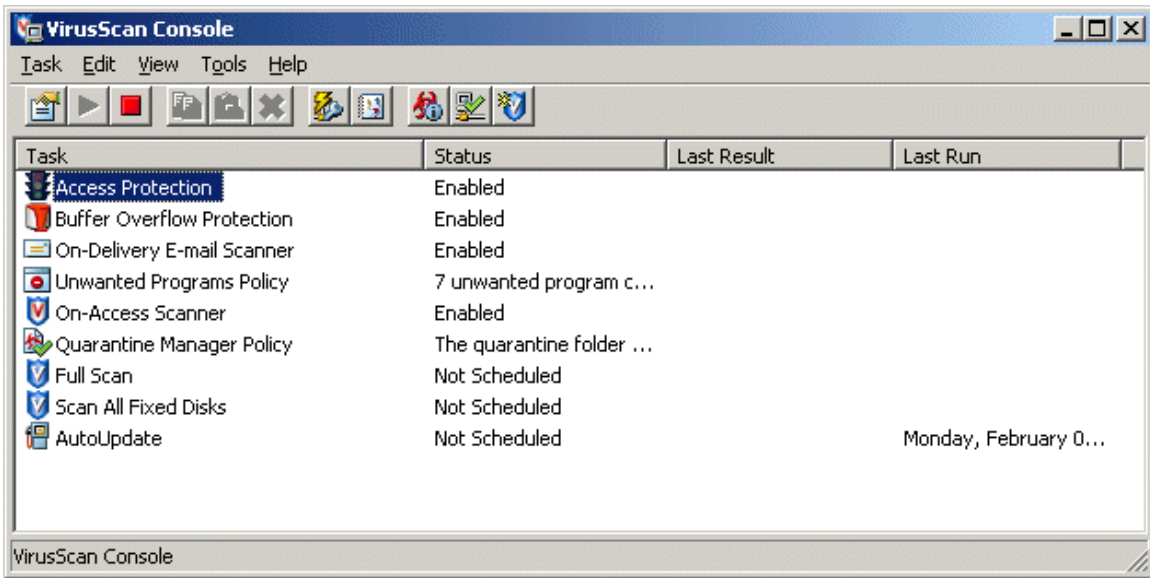 VirusScan Console
Task Edit View Tools Help
Task Status Last Result Last Run
Access Protection Enabled
Buffer Overflow Protection Enabled
On-Delivery E-mail Scanner Enabled
Unwanted Programs Policy 7 unwanted program c...
On-Access Scanner Enabled
Quarantine Manager Policy The quarantine folder ...
Full Scan Not Scheduled
Scan All Fixed Disks Not Scheduled
AutoUpdate Not Scheduled Monday, February 0...
VirusScan Console